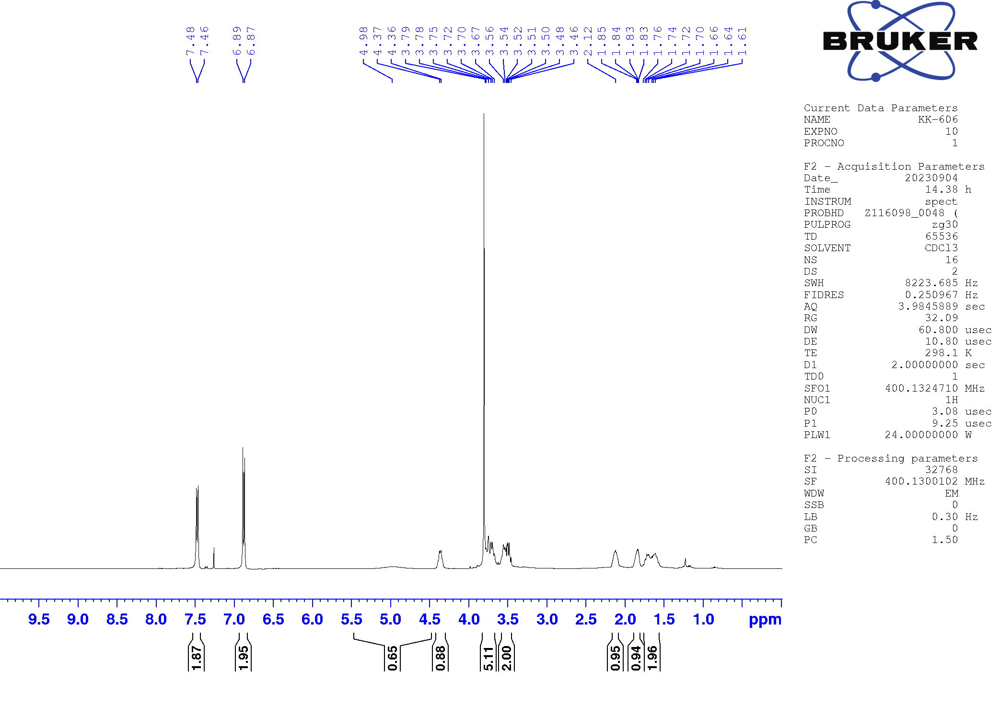 7.48
7.46
6.89
6.87
4.98
4.37
4.36
3.79
3.78
3.75
3.72
3.70
3.67
3.56
3.54
3.52
3.51
3.50
3.48
3.46
2.12
1.85
1.84
1.83
1.83
1.76
1.74
1.72
1.70
1.66
1.64
1.61
BRUKER
Current Data Parameters
NAME KK-606
EXPNO 10
PROCNO 1
F2 - Acquisition Parameters
Date_ 20230904
Time 14.38 h
INSTRUM spect
PROBHD Z116098_0048 (
PULPROG zg30
TD 65536
SOLVENT CDCl3
NS 16
DS 2
SWH 8223.685 Hz
FIDRES 0.250967 Hz
AQ 3.9845889 sec
RG 32.09
DW 60.800 usec
DE 10.80 usec
TE 298.1 K
D1 2.00000000 sec
TD0 1
SFO1 400.1324710 MHz
NUC1 1H
P0 3.08 usec
P1 9.25 usec
PLW1 24.00000000 W
F2 - Processing parameters
SI 32768
SF 400.1300102 MHz
WDW EM
SSB 0
LB 0.30 Hz
GB 0
PC 1.50
9.5 9.0 8.5 8.0 7.5 7.0 6.5 6.0 5.5 5.0 4.5 4.0 3.5 3.0 2.5 2.0 1.5 1.0 ppm
1.87
1.95
0.65
0.88
5.11
2.00
0.95
0.94
1.96